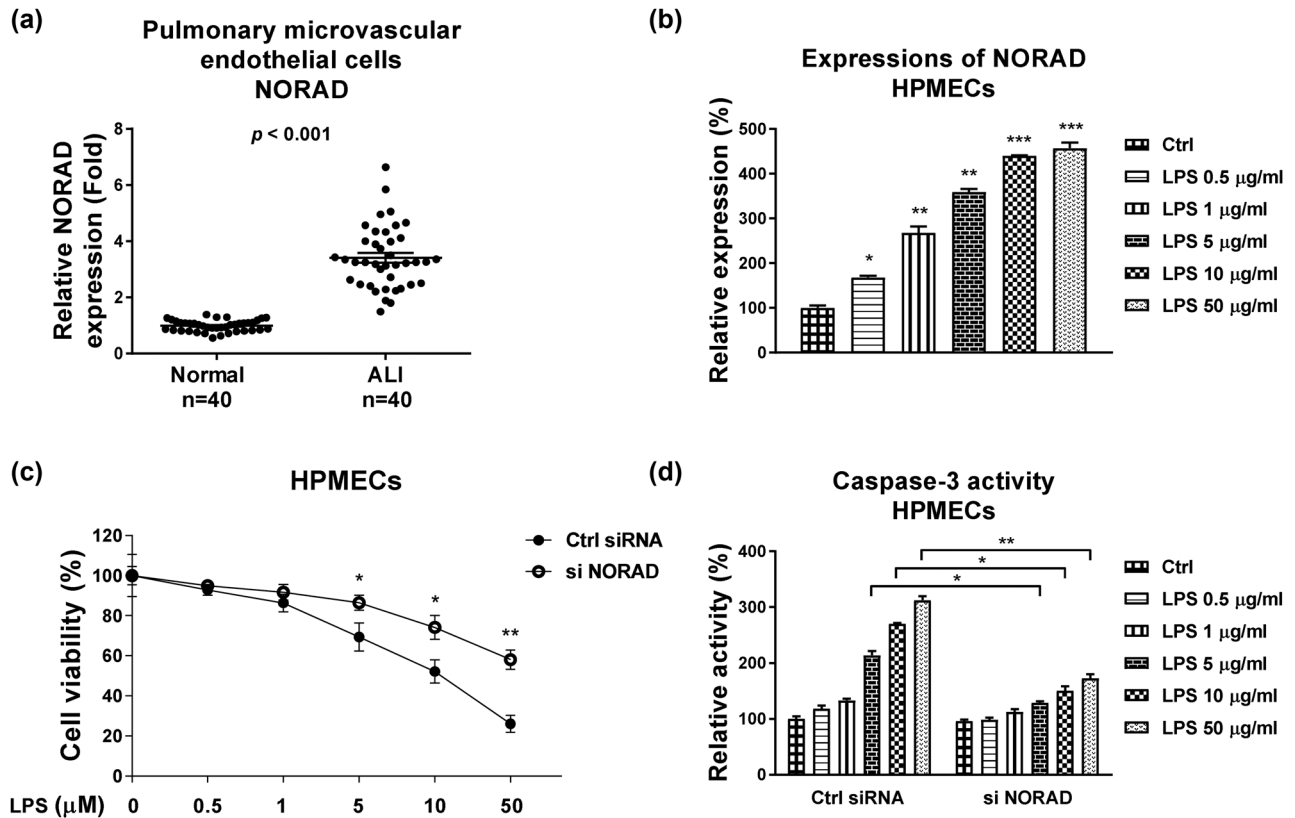 (a)
Pulmonary microvascular
endothelial cells
NORAD
Relative NORAD
expression (Fold)
8
6
4
2
0
p < 0.001
Normal
n=40
ALI
n=40
(b)
Expressions of NORAD
HPMECs
Relative expression (%)
500
400
300
200
100
0
*
**
**
***
***
Ctrl
LPS 0.5 μg/ml
LPS 1 μg/ml
LPS 5 μg/ml
LPS 10 μg/ml
LPS 50 μg/ml
(c)
HPMECs
Cell viability (%)
120
100
80
60
40
20
0
*
*
**
Ctrl siRNA
si NORAD
LPS (μM) 0 0.5 1 5 10 50
(d)
Caspase-3 activity
HPMECs
Relative activity (%)
400
300
200
100
0
**
*
*
Ctrl siRNA
si NORAD
Ctrl
LPS 0.5 μg/ml
LPS 1 μg/ml
LPS 5 μg/ml
LPS 10 μg/ml
LPS 50 μg/ml